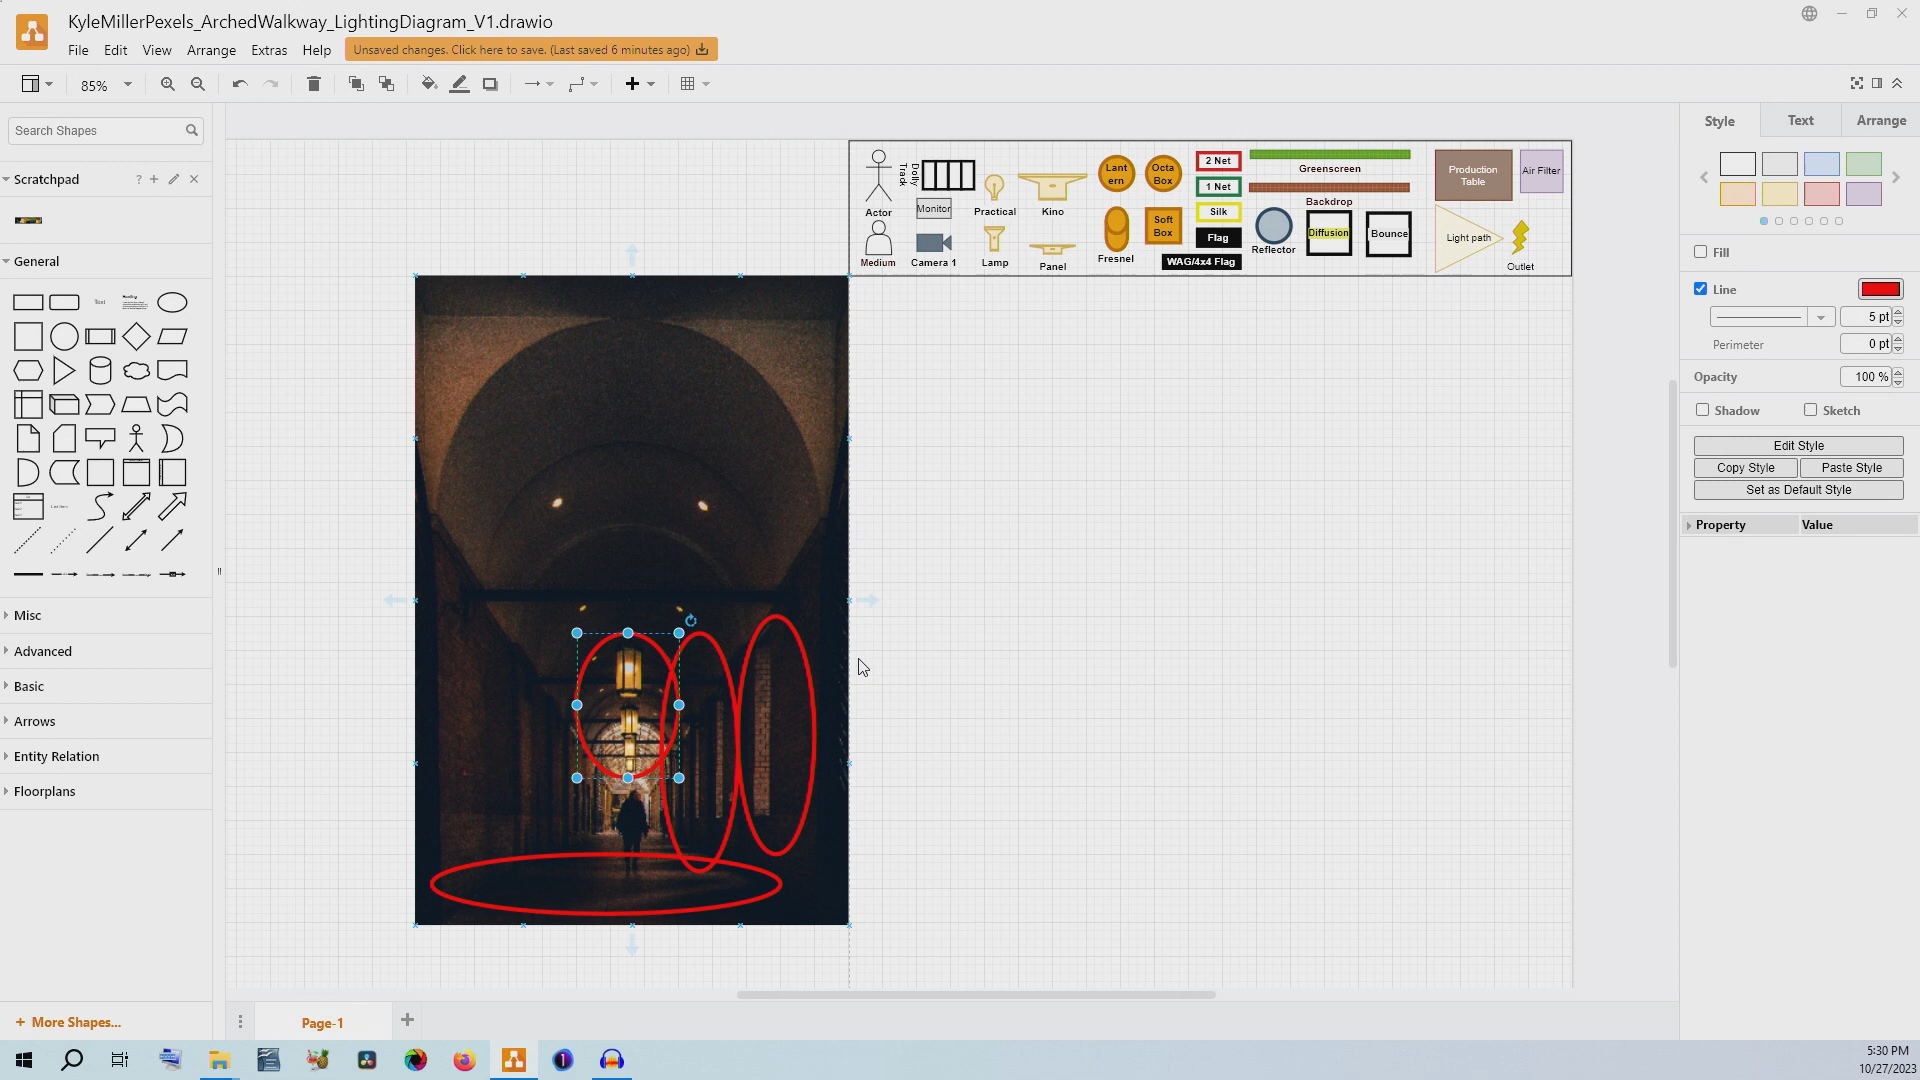 KyleMillerPexels_ArchedWalkway_LightingDiagram_V1.drawio
File Edit View Arrange Extras Help Unsaved changes. Click here to save. (Last saved 6 minutes ago)
85%
Search Shapes
Scratchpad
?
General
Text
Heading
Misc
Advanced
Basic
Arrows
Entity Relation
Floorplans
+ More Shapes...
Actor
Dolly Track
Monitor
Medium
Camera 1
Practical
Lamp
Kino
Panel
Lant ern
Octa Box
Fresnel
Soft Box
2 Net
1 Net
Silk
Flag
WAG/4x4 Flag
Greenscreen
Backdrop
Reflector
Diffusion
Bounce
Production Table
Air Filter
Light path
Outlet
Style Text Arrange
Fill
Line
5 pt
Perimeter 0 pt
Opacity 100 %
Shadow Sketch
Edit Style
Copy Style Paste Style
Set as Default Style
Property Value
Page-1
5:30 PM
10/27/2023